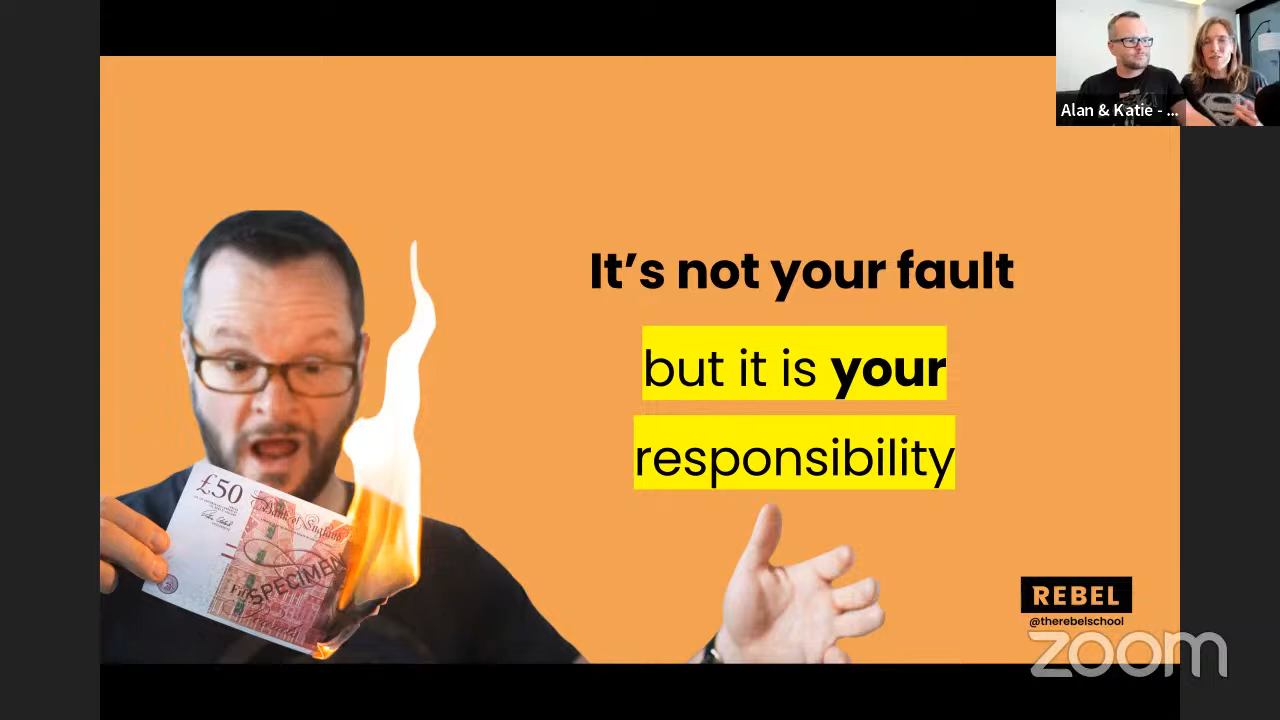 Alan & Katie - ...
It’s not your fault
but it is your
responsibility
£50
Bank of England
SPECIMEN
REBEL
@therebelschool
zoom